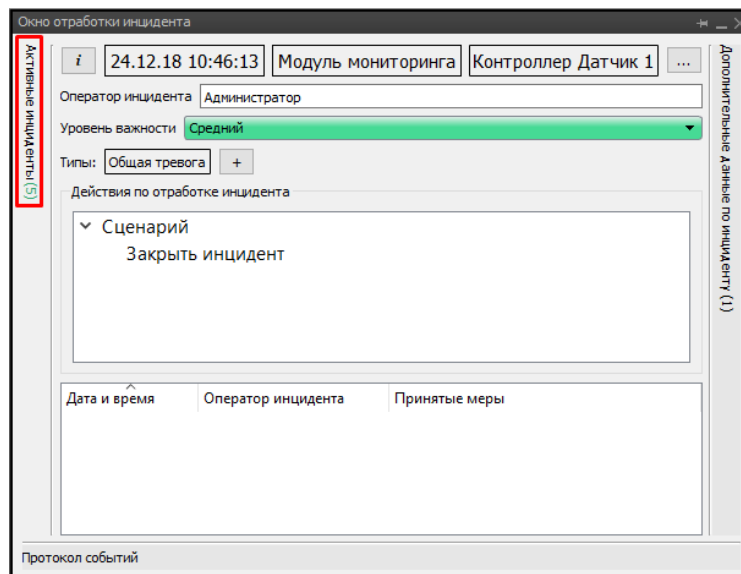 Окно отработки инцидента
Активные инциденты (5)
i 24.12.18 10:46:13 Модуль мониторинга Контроллер Датчик 1 ...
Оператор инцидента Администратор
Уровень важности Средний
Типы: Общая тревога +
Действия по отработке инцидента
Сценарий
Закрыть инцидент
Дата и время Оператор инцидента Принятые меры
Дополнительные данные по инциденту (1)
Протокол событий